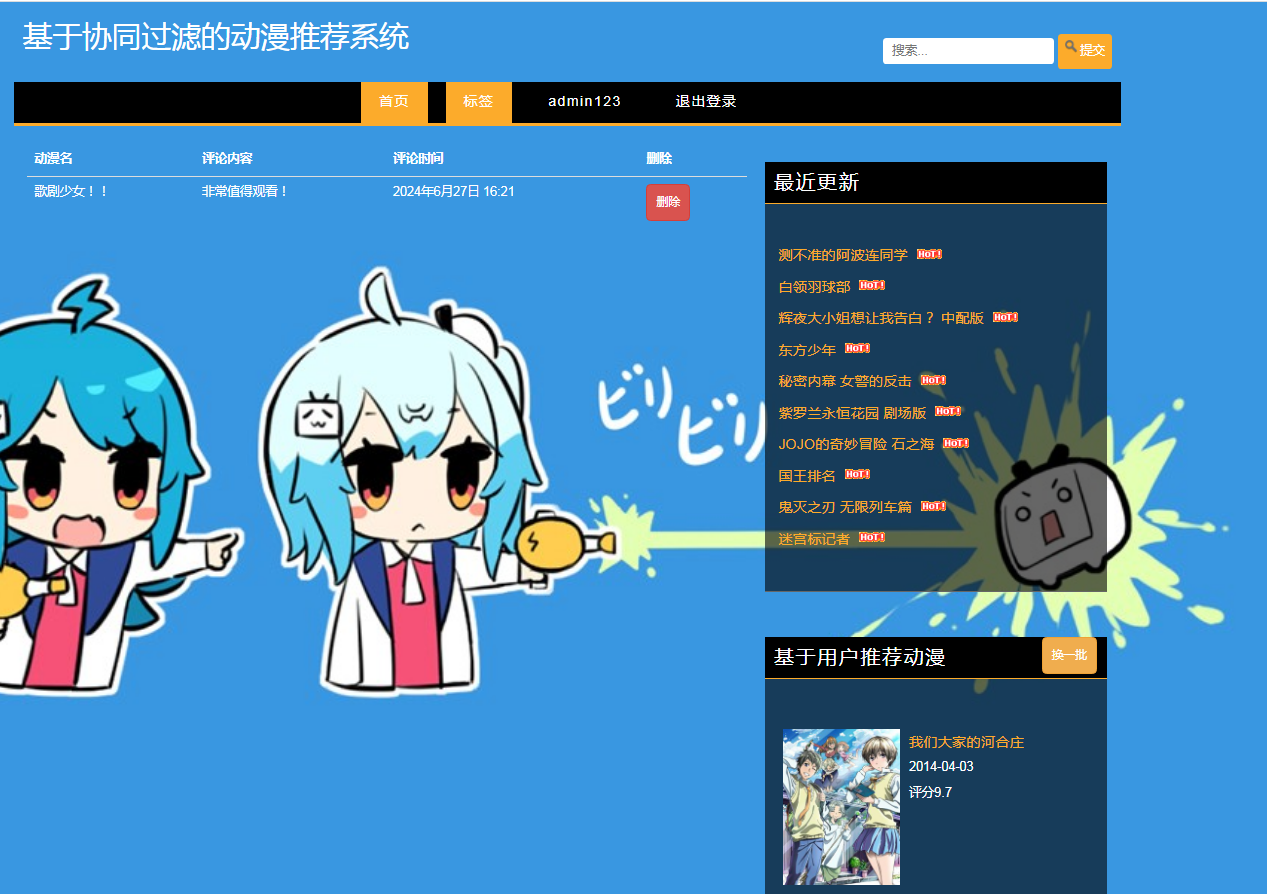 基于协同过滤的动漫推荐系统
搜索...
提交
首页 标签 admin123 退出登录
动漫名 评论内容 评论时间 删除
歌剧少女！！ 非常值得观看！ 2024年6月27日 16:21 删除
最近更新
测不准的阿波连同学 HOT!
白领羽球部 HOT!
辉夜大小姐想让我告白？ 中配版 HOT!
东方少年 HOT!
秘密内幕 女警的反击 HOT!
紫罗兰永恒花园 剧场版 HOT!
JOJO的奇妙冒险 石之海 HOT!
国王排名 HOT!
鬼灭之刃 无限列车篇 HOT!
迷宫标记者 HOT!
ビリ
ビリ
基于用户推荐动漫 换一批
我们大家的河合庄
2014-04-03
评分9.7